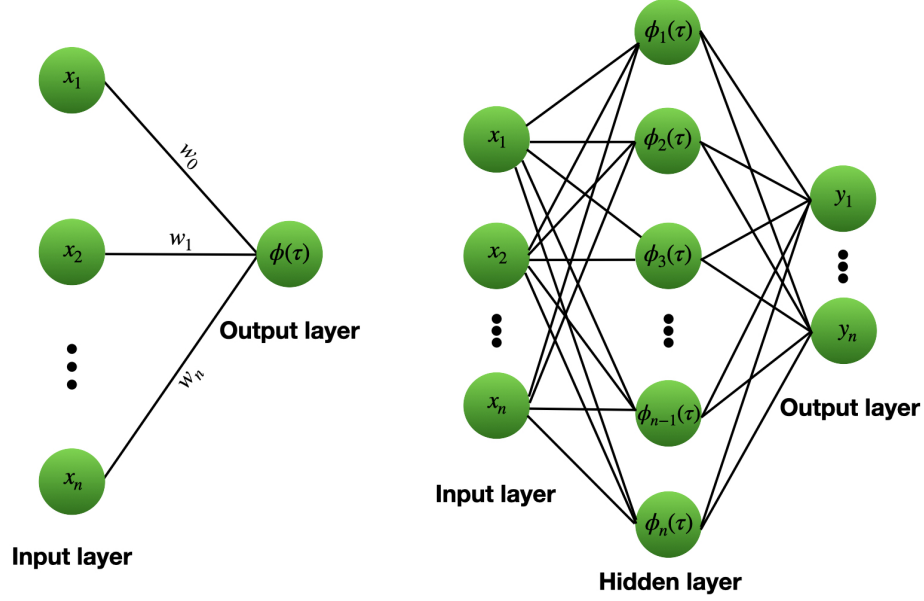 x₁
w₀
x₂
w₁
ϕ(τ)
Output layer
wₙ
xₙ
Input layer
ϕ₁(τ)
x₁
ϕ₂(τ)
y₁
x₂
ϕ₃(τ)
yₙ
xₙ
ϕₙ₋₁(τ)
Output layer
Input layer
ϕₙ(τ)
Hidden layer